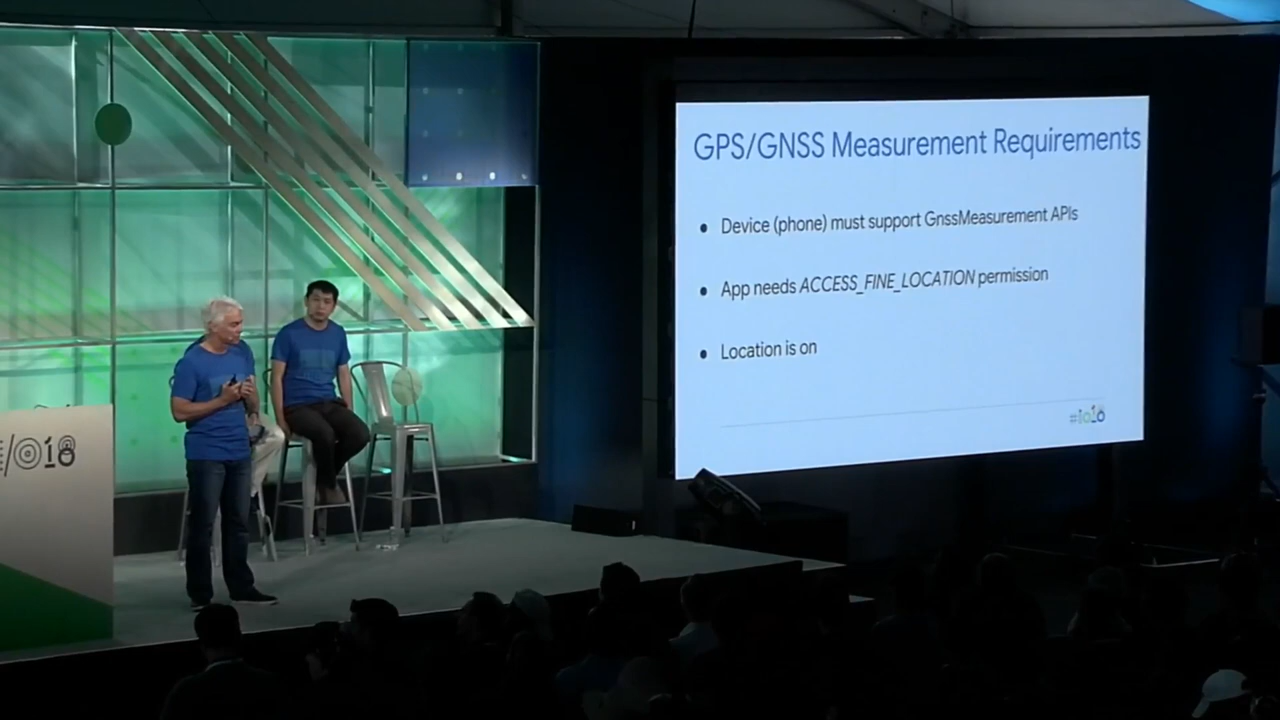 GPS/GNSS Measurement Requirements
• Device (phone) must support GnssMeasurement APIs
• App needs ACCESS_FINE_LOCATION permission
• Location is on
#io18
/O18